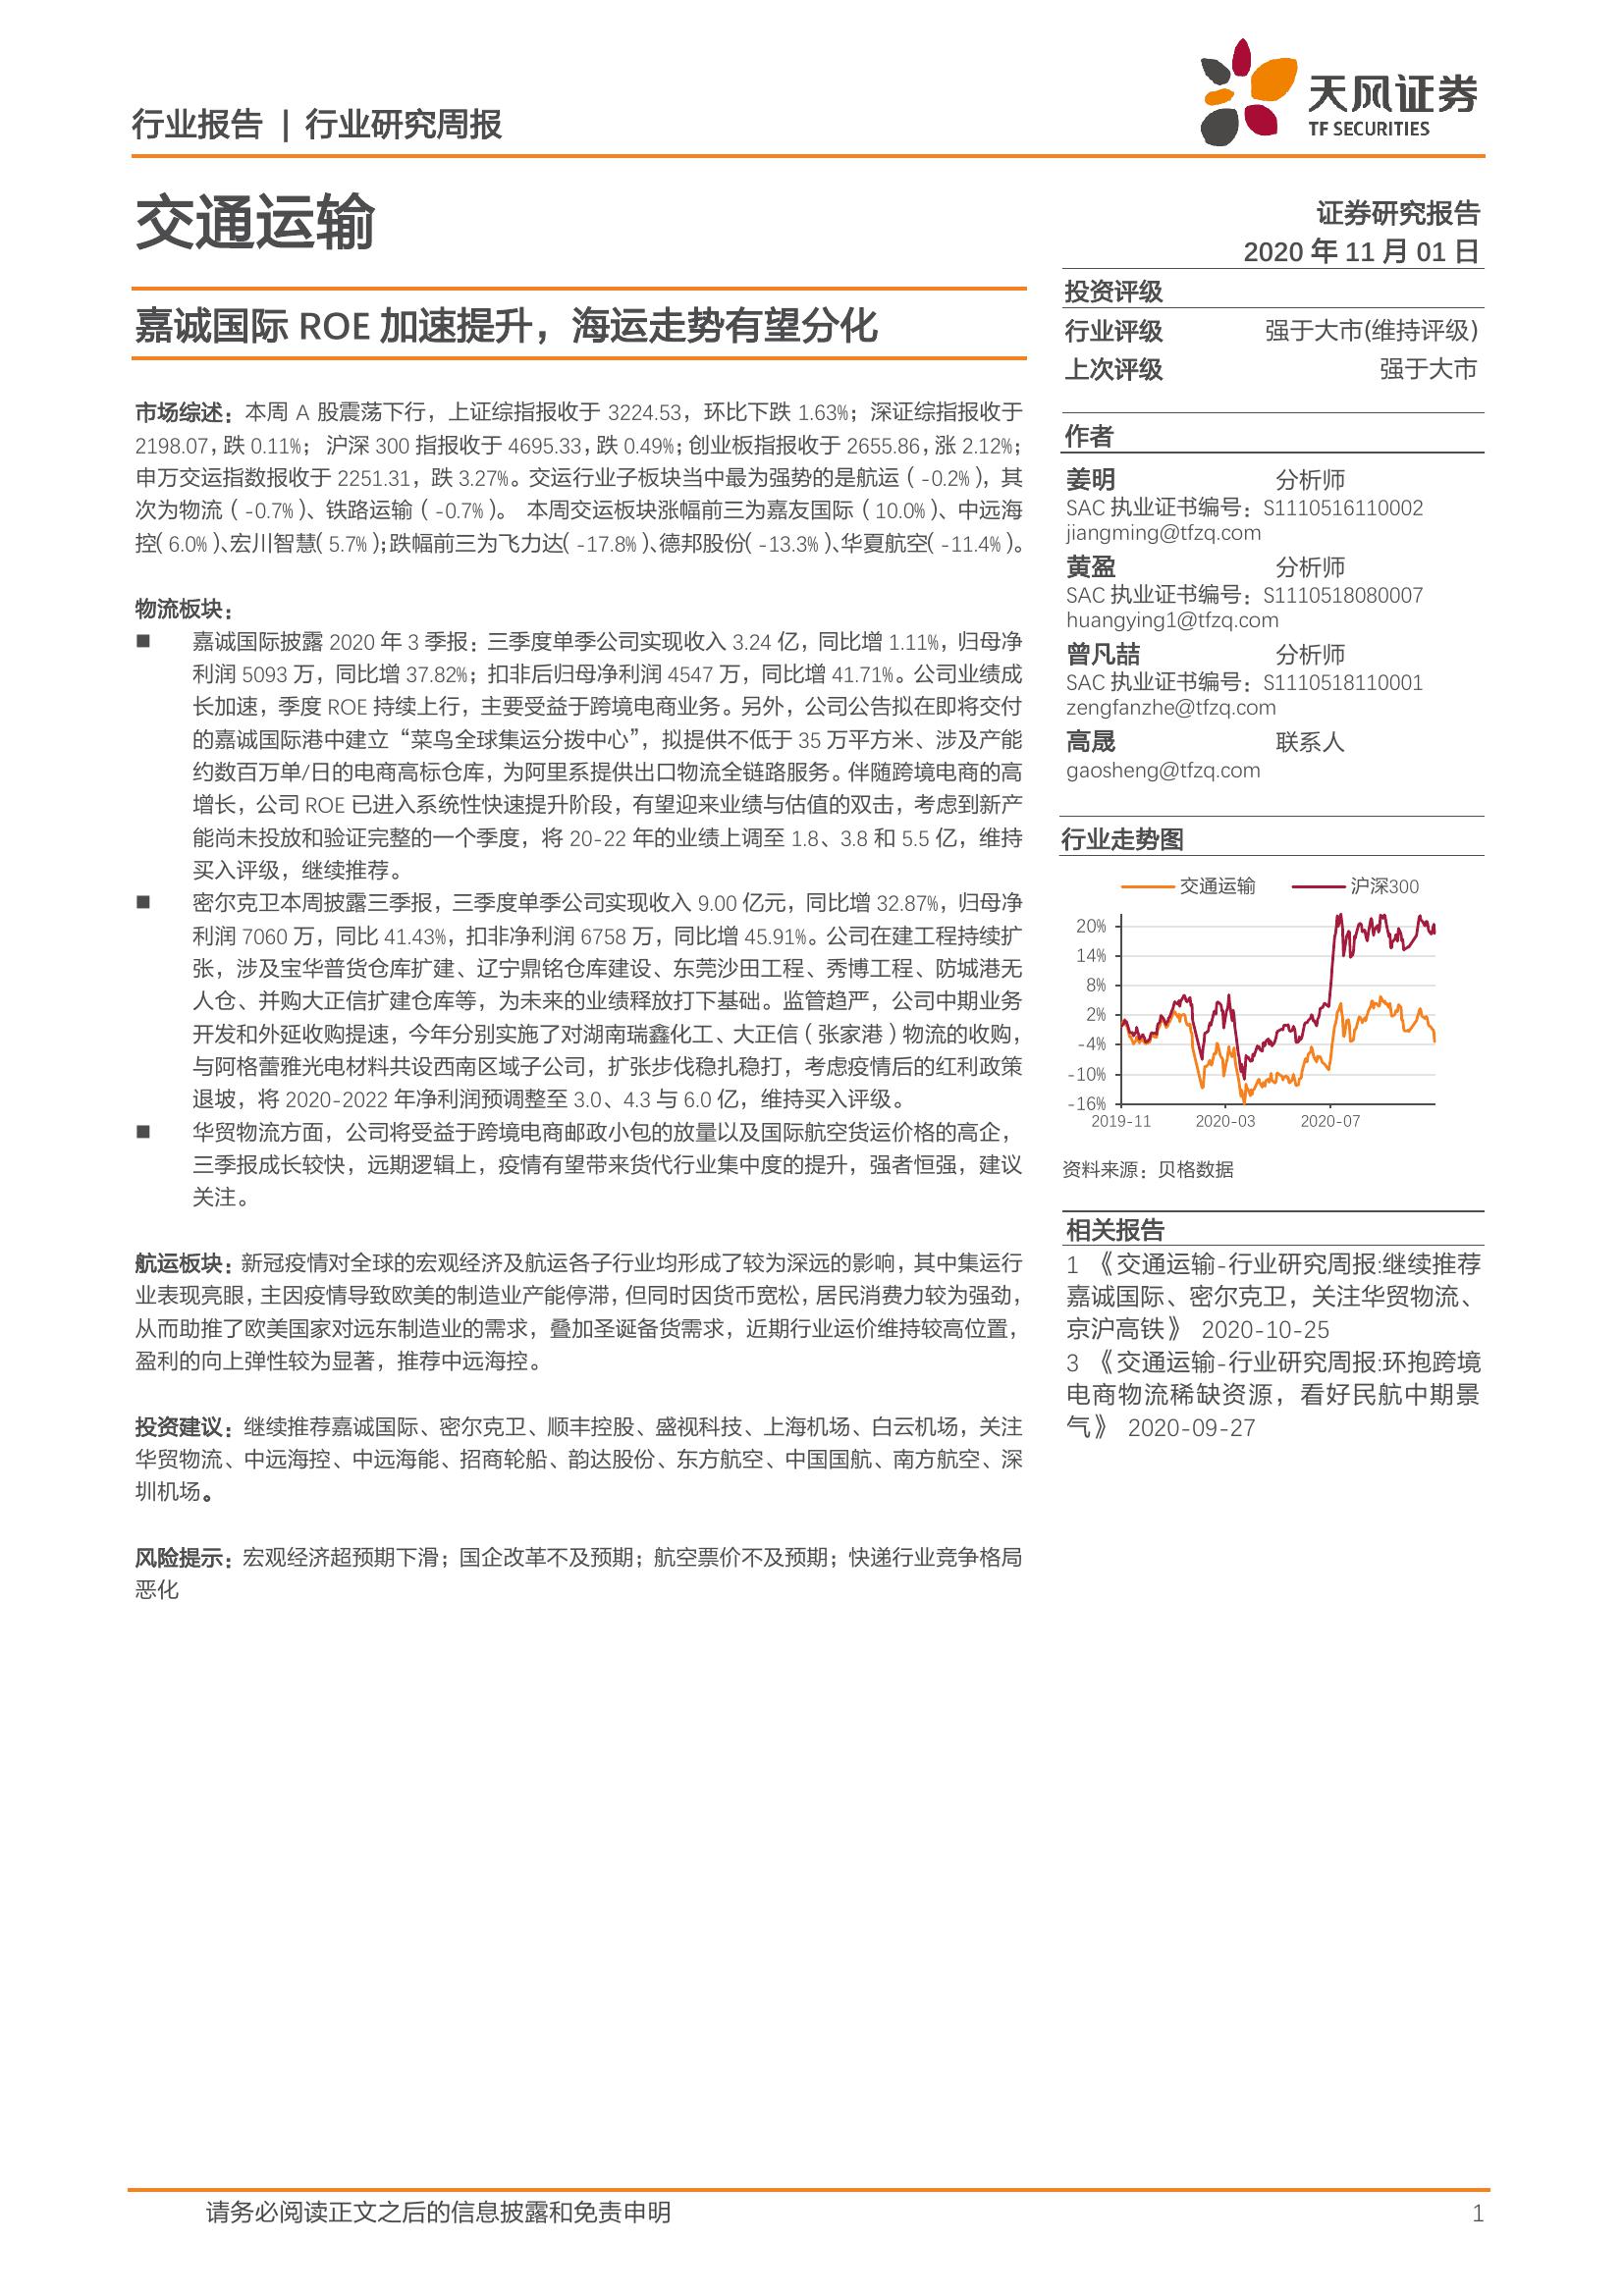 行业报告 | 行业研究周报
天风证券
TF SECURITIES
交通运输
证券研究报告
2020 年 11 月 01 日
嘉诚国际 ROE 加速提升，海运走势有望分化
市场综述：本周 A 股震荡下行，上证综指报收于 3224.53，环比下跌 1.63%；深证综指报收于
2198.07，跌 0.11%； 沪深 300 指报收于 4695.33，跌 0.49%；创业板指报收于 2655.86，涨 2.12%；
申万交运指数报收于 2251.31，跌 3.27%。交运行业子板块当中最为强势的是航运（-0.2%），其
次为物流（-0.7%）、铁路运输（-0.7%）。 本周交运板块涨幅前三为嘉友国际（10.0%）、中远海
控（6.0%）、宏川智慧（5.7%）；跌幅前三为飞力达（-17.8%）、德邦股份（-13.3%）、华夏航空（-11.4%）。
物流板块：
■ 嘉诚国际披露 2020 年 3 季报：三季度单季公司实现收入 3.24 亿，同比增 1.11%，归母净
利润 5093 万，同比增 37.82%；扣非后归母净利润 4547 万，同比增 41.71%。公司业绩成
长加速，季度 ROE 持续上行，主要受益于跨境电商业务。另外，公司公告拟在即将交付
的嘉诚国际港中建立“菜鸟全球集运分拨中心”，拟提供不低于 35 万平方米、涉及产能
约数百万单/日的电商高标仓库，为阿里系提供出口物流全链路服务。伴随跨境电商的高
增长，公司 ROE 已进入系统性快速提升阶段，有望迎来业绩与估值的双击，考虑到新产
能尚未投放和验证完整的一个季度，将 20-22 年的业绩上调至 1.8、3.8 和 5.5 亿，维持
买入评级，继续推荐。
■ 密尔克卫本周披露三季报，三季度单季公司实现收入 9.00 亿元，同比增 32.87%，归母净
利润 7060 万，同比 41.43%，扣非净利润 6758 万，同比增 45.91%。公司在建工程持续扩
张，涉及宝华普货仓库扩建、辽宁鼎铭仓库建设、东莞沙田工程、秀博工程、防城港无
人仓、并购大正信扩建仓库等，为未来的业绩释放打下基础。监管趋严，公司中期业务
开发和外延收购提速，今年分别实施了对湖南瑞鑫化工、大正信（张家港）物流的收购，
与阿格蕾雅光电材料共设西南区域子公司，扩张步伐稳扎稳打，考虑疫情后的红利政策
退坡，将 2020-2022 年净利润预调整至 3.0、4.3 与 6.0 亿，维持买入评级。
■ 华贸物流方面，公司将受益于跨境电商邮政小包的放量以及国际航空货运价格的高企，
三季报成长较快，远期逻辑上，疫情有望带来货代行业集中度的提升，强者恒强，建议
关注。
航运板块：新冠疫情对全球的宏观经济及航运各子行业均形成了较为深远的影响，其中集运行
业表现亮眼，主因疫情导致欧美的制造业产能停滞，但同时因货币宽松，居民消费力较为强劲，
从而助推了欧美国家对远东制造业的需求，叠加圣诞备货需求，近期行业运价维持较高位置，
盈利的向上弹性较为显著，推荐中远海控。
投资建议：继续推荐嘉诚国际、密尔克卫、顺丰控股、盛视科技、上海机场、白云机场，关注
华贸物流、中远海控、中远海能、招商轮船、韵达股份、东方航空、中国国航、南方航空、深
圳机场。
风险提示：宏观经济超预期下滑；国企改革不及预期；航空票价不及预期；快递行业竞争格局
恶化
投资评级
行业评级 强于大市(维持评级)
上次评级 强于大市
作者
姜明 分析师
SAC 执业证书编号：S1110516110002
jiangming@tfzq.com
黄盈 分析师
SAC 执业证书编号：S1110518080007
huangying1@tfzq.com
曾凡喆 分析师
SAC 执业证书编号：S1110518110001
zengfanzhe@tfzq.com
高晟 联系人
gaosheng@tfzq.com
行业走势图
交通运输 沪深300
20%
14%
8%
2%
-4%
-10%
-16%
2019-11 2020-03 2020-07
资料来源：贝格数据
相关报告
1 《交通运输-行业研究周报:继续推荐
嘉诚国际、密尔克卫，关注华贸物流、
京沪高铁》 2020-10-25
3 《交通运输-行业研究周报:环抱跨境
电商物流稀缺资源，看好民航中期景
气》 2020-09-27
请务必阅读正文之后的信息披露和免责申明 1